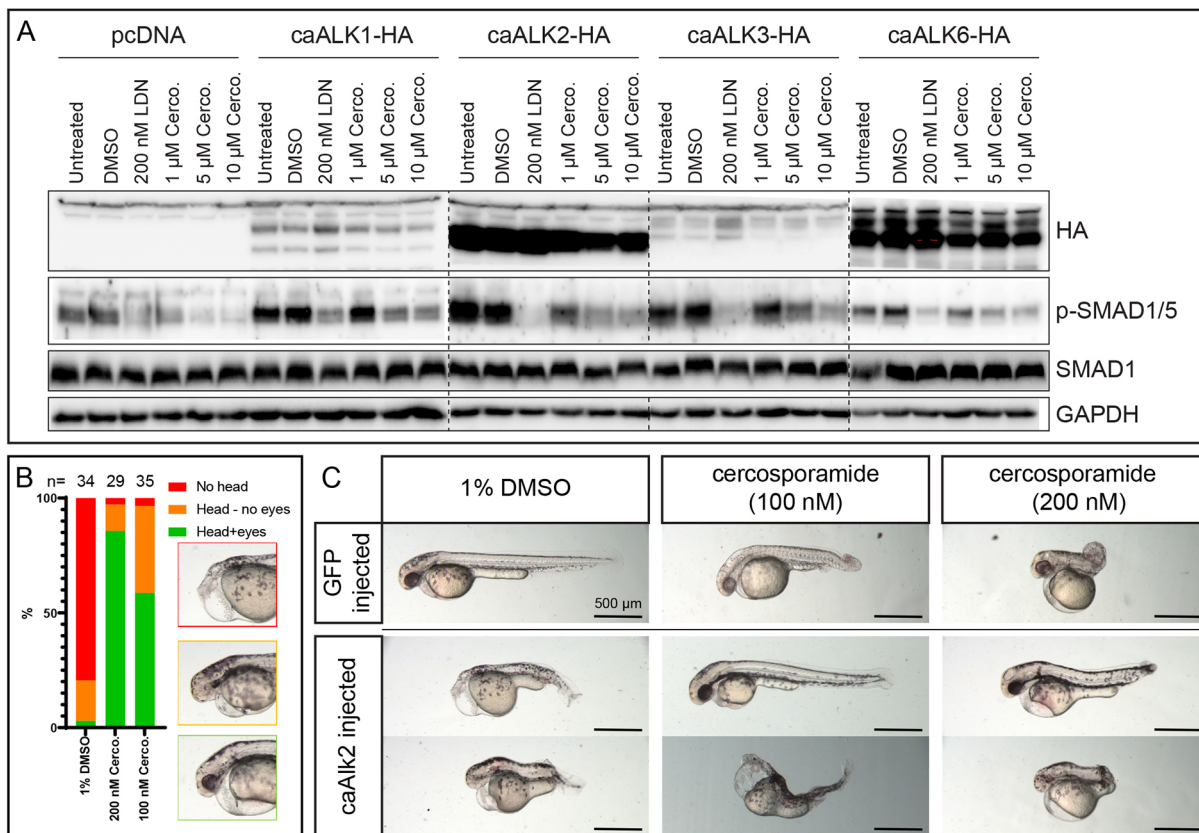 A
pcDNA caALK1-HA caALK2-HA caALK3-HA caALK6-HA
Untreated DMSO 200 nM LDN 1 µM Cerco. 5 µM Cerco. 10 µM Cerco. Untreated DMSO 200 nM LDN 1 µM Cerco. 5 µM Cerco. 10 µM Cerco. Untreated DMSO 200 nM LDN 1 µM Cerco. 5 µM Cerco. 10 µM Cerco. Untreated DMSO 200 nM LDN 1 µM Cerco. 5 µM Cerco. 10 µM Cerco. Untreated DMSO 200 nM LDN 1 µM Cerco. 5 µM Cerco. 10 µM Cerco.
HA
p-SMAD1/5
SMAD1
GAPDH
B
n= 34 29 35
No head
Head - no eyes
Head+eyes
100
50
0
%
1% DMSO
200 nM Cerco.
100 nM Cerco.
C
1% DMSO
cercosporamide
(100 nM)
cercosporamide
(200 nM)
GFP
injected
500 µm
caAlk2 injected